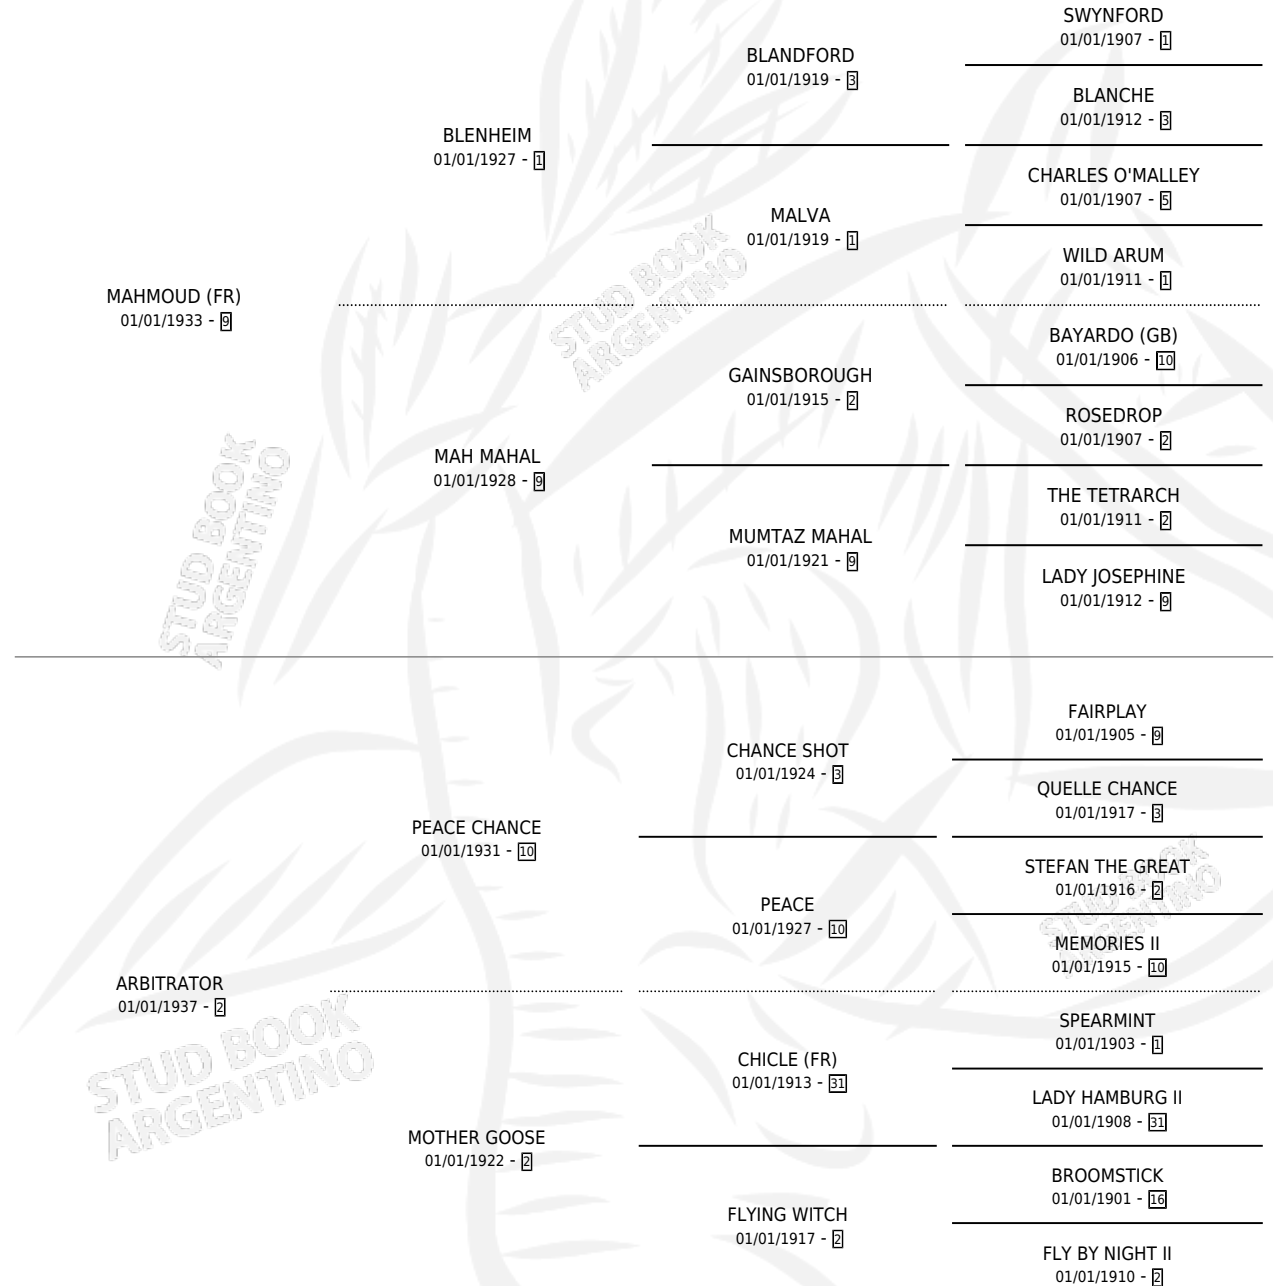 SWYNFORD
01/01/1907 - 1
BLANDFORD
01/01/1919 - 3
BLANCHE
01/01/1912 - 3
BLENHEIM
01/01/1927 - 1
CHARLES O'MALLEY
01/01/1907 - 5
MALVA
01/01/1919 - 1
WILD ARUM
01/01/1911 - 1
MAHMOUD (FR)
01/01/1933 - 9
BAYARDO (GB)
01/01/1906 - 10
GAINSBOROUGH
01/01/1915 - 2
ROSEDROP
01/01/1907 - 2
MAH MAHAL
01/01/1928 - 9
THE TETRARCH
01/01/1911 - 2
MUMTAZ MAHAL
01/01/1921 - 9
LADY JOSEPHINE
01/01/1912 - 9
STUD BOOK
ARGENTINO
STUD BOOK
ARGENTINO
FAIRPLAY
01/01/1905 - 9
CHANCE SHOT
01/01/1924 - 3
QUELLE CHANCE
01/01/1917 - 3
PEACE CHANCE
01/01/1931 - 10
STEFAN THE GREAT
01/01/1916 - 2
PEACE
01/01/1927 - 10
MEMORIES II
01/01/1915 - 10
STUD BOOK
ARGENTINO
ARBITRATOR
01/01/1937 - 2
SPEARMINT
01/01/1903 - 1
CHICLE (FR)
01/01/1913 - 31
LADY HAMBURG II
01/01/1908 - 31
MOTHER GOOSE
01/01/1922 - 2
BROOMSTICK
01/01/1901 - 16
FLYING WITCH
01/01/1917 - 2
FLY BY NIGHT II
01/01/1910 - 2
STUD BOOK
ARGENTINO